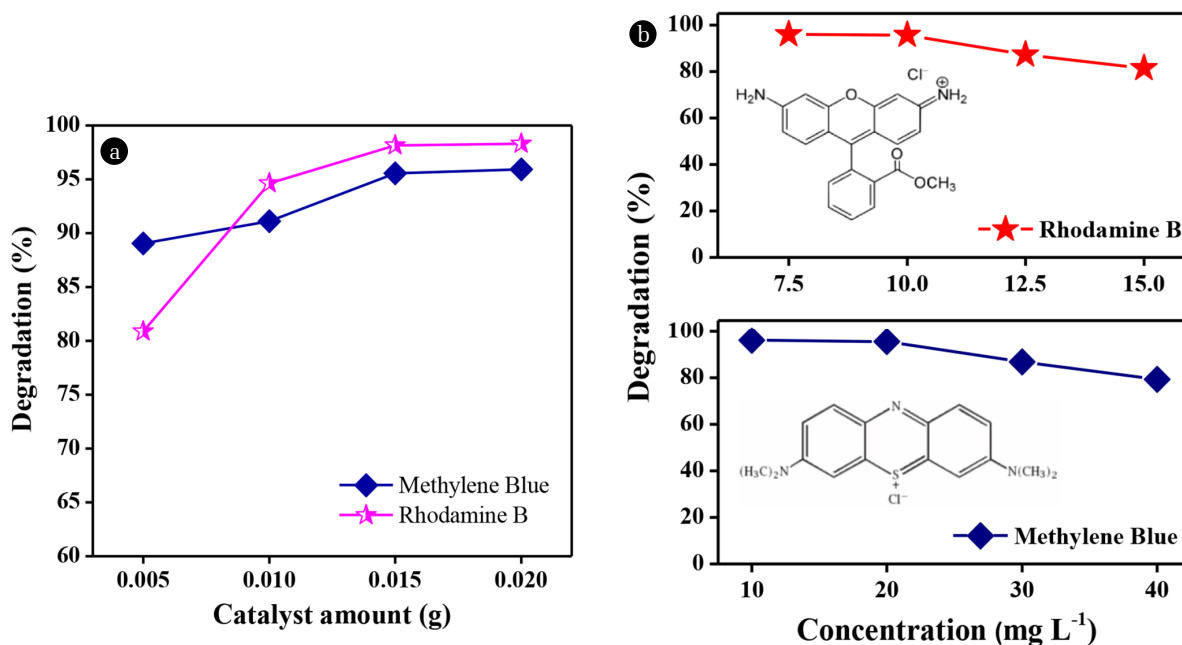 a
100
95
90
85
80
75
70
65
60
Degradation (%)
Methylene Blue
Rhodamine B
0.005 0.010 0.015 0.020
Catalyst amount (g)
b
100
80
60
40
20
0
Cl⁻
H₂N O NH₂
+
O
OCH₃
Rhodamine B
7.5 10.0 12.5 15.0
Degradation (%)
100
80
60
40
20
0
N
(H₃C)₂N S N(CH₃)₂
+
Cl⁻
Methylene Blue
10 20 30 40
Concentration (mg L⁻¹)